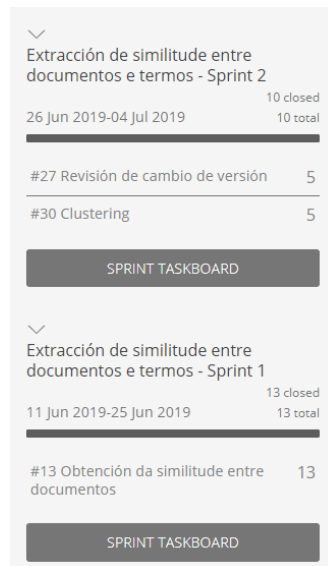 Extracción de similitude entre
documentos e termos - Sprint 2
10 closed
26 Jun 2019-04 Jul 2019
10 total
#27 Revisión de cambio de versión 5
#30 Clustering 5
SPRINT TASKBOARD
Extracción de similitude entre
documentos e termos - Sprint 1
13 closed
11 Jun 2019-25 Jun 2019
13 total
#13 Obtención da similitude entre 13
documentos
SPRINT TASKBOARD